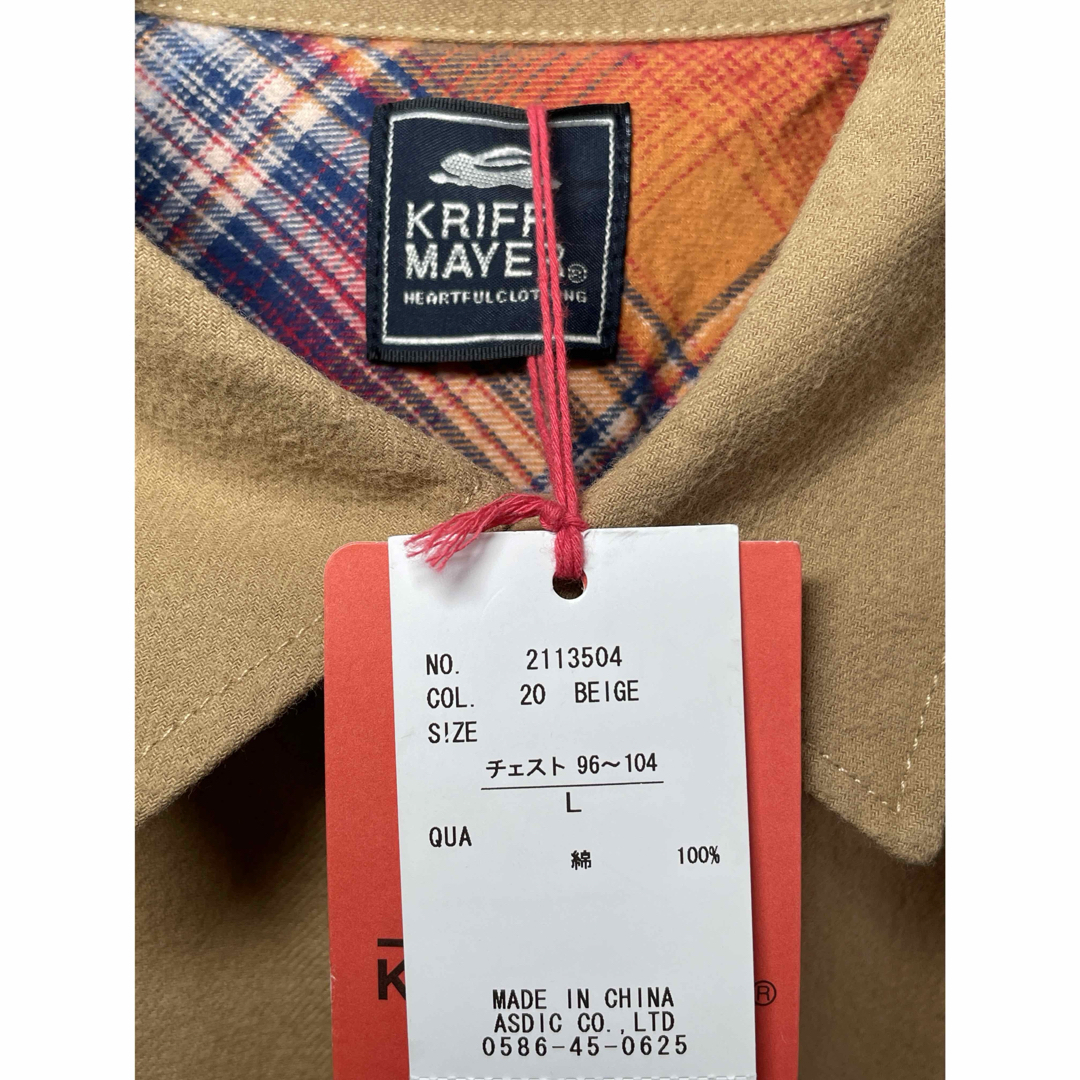 KRIFF
MAYER®
HEARTFULCLOTHING
NO. 2113504
COL. 20 BEIGE
S!ZE
チェスト 96〜104
L
QUA
綿 100%
K ®
MADE IN CHINA
ASDIC CO.,LTD
0586-45-0625